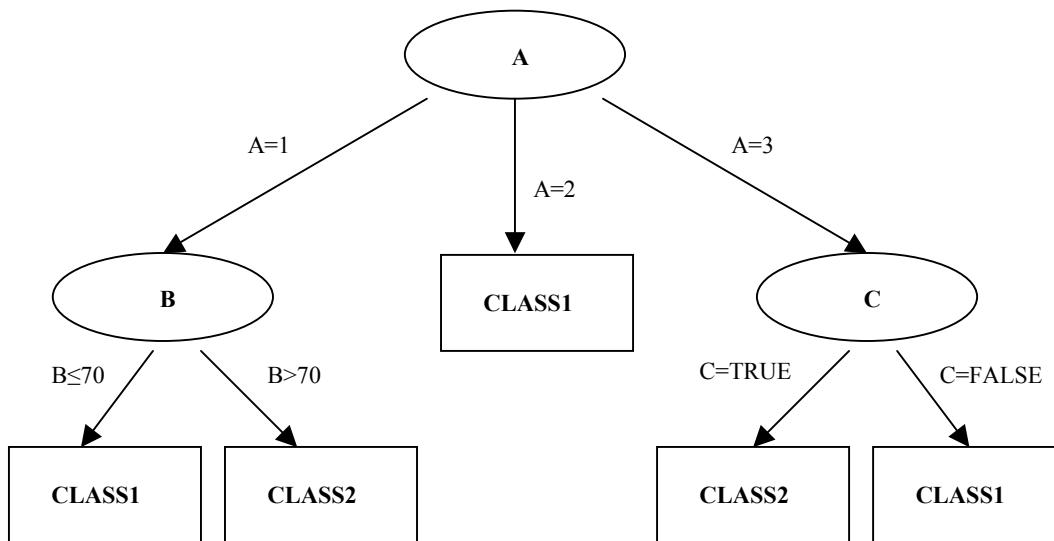 A
A=1
A=3
A=2
B
CLASS1
C
B≤70
B>70
C=TRUE
C=FALSE
CLASS1
CLASS2
CLASS2
CLASS1